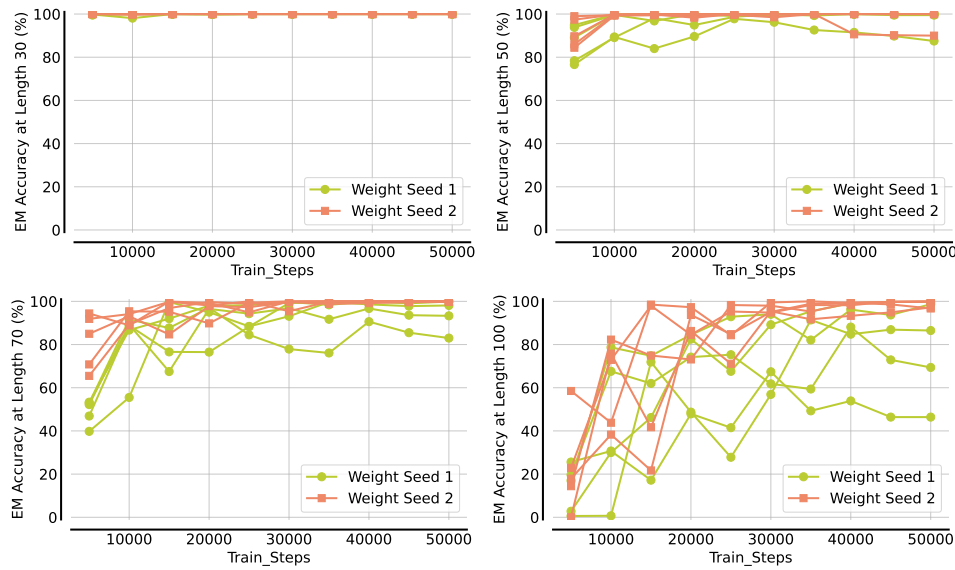 EM Accuracy at Length 30 (%)
100
80
60
40
20
0
Weight Seed 1
Weight Seed 2
10000 20000 30000 40000 50000
Train_Steps
EM Accuracy at Length 50 (%)
100
80
60
40
20
0
Weight Seed 1
Weight Seed 2
10000 20000 30000 40000 50000
Train_Steps
EM Accuracy at Length 70 (%)
100
80
60
40
20
0
Weight Seed 1
Weight Seed 2
10000 20000 30000 40000 50000
Train_Steps
EM Accuracy at Length 100 (%)
100
80
60
40
20
0
Weight Seed 1
Weight Seed 2
10000 20000 30000 40000 50000
Train_Steps